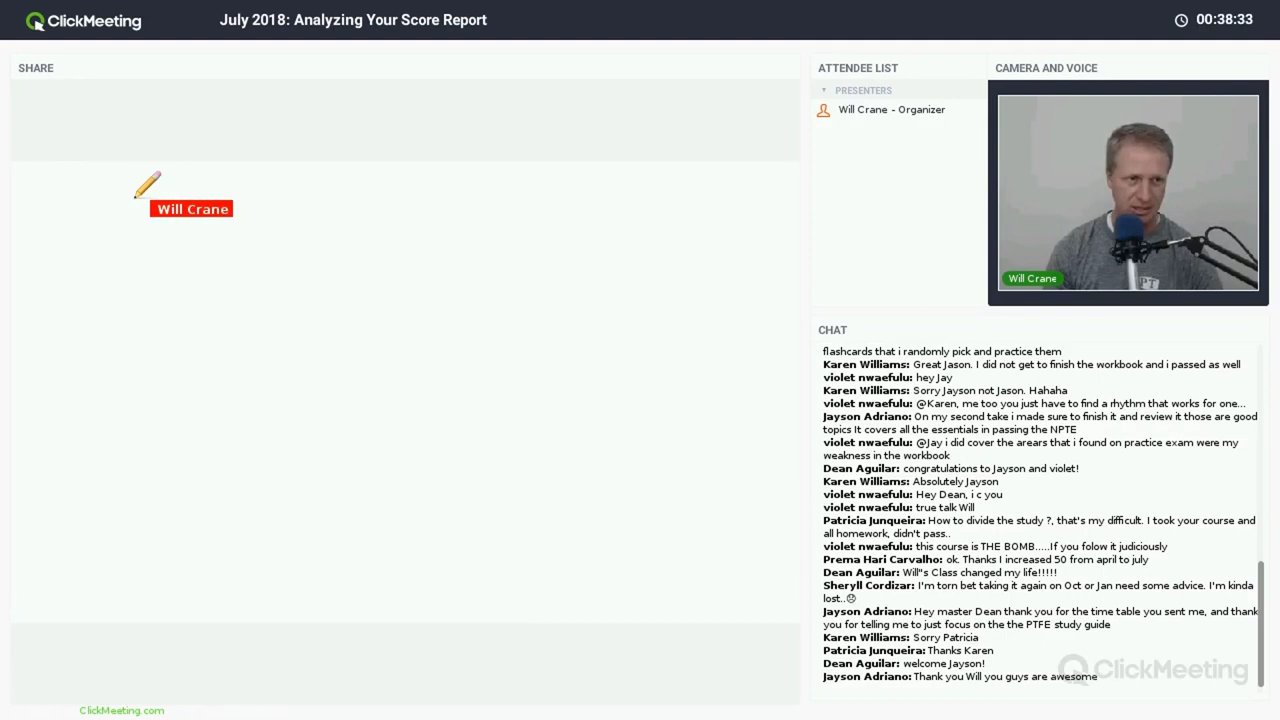 ClickMeeting
July 2018: Analyzing Your Score Report
00:38:33
SHARE
Will Crane
ATTENDEE LIST
PRESENTERS
Will Crane - Organizer
CAMERA AND VOICE
PT
Will Crane
CHAT
flashcards that i randomly pick and practice them
Karen Williams: Great Jason. I did not get to finish the workbook and i passed as well
violet nwaefulu: hey Jay
Karen Williams: Sorry Jayson not Jason. Hahaha
violet nwaefulu: @Karen, me too you just have to find a rhythm that works for one...
Jayson Adriano: On my second take i made sure to finish it and review it those are good
topics It covers all the essentials in passing the NPTE
violet nwaefulu: @Jay i did cover the arears that i found on practice exam were my
weakness in the workbook
Dean Aguilar: congratulations to Jayson and violet!
Karen Williams: Absolutely Jayson
violet nwaefulu: Hey Dean, i c you
violet nwaefulu: true talk Will
Patricia Junqueira: How to divide the study ?, that's my difficult. I took your course and
all homework, didn't pass..
violet nwaefulu: this course is THE BOMB.....If you folow it judiciously
Prema Hari Carvalho: ok. Thanks I increased 50 from april to july
Dean Aguilar: Will"s Class changed my life!!!!!
Sheryll Cordizar: I'm torn bet taking it again on Oct or Jan need some advice. I'm kinda
lost..😞
Jayson Adriano: Hey master Dean thank you for the time table you sent me, and thank
you for telling me to just focus on the the PTFE study guide
Karen Williams: Sorry Patricia
Patricia Junqueira: Thanks Karen
Dean Aguilar: welcome Jayson!
Jayson Adriano: Thank you Will you guys are awesome
ClickMeeting
ClickMeeting.com